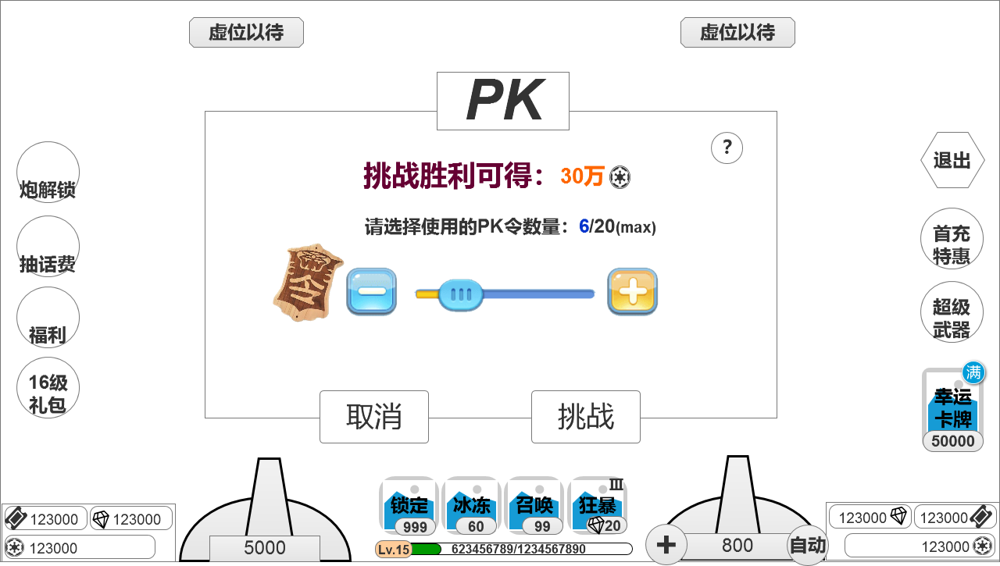 虚位以待
虚位以待
PK
?
挑战胜利可得：30万
请选择使用的PK令数量：6/20(max)
令
取消
挑战
炮解锁
抽话费
福利
16级
礼包
退出
首充
特惠
超级
武器
满
幸运
卡牌
50000
锁定
999
冰冻
60
召唤
99
III
狂暴
20
Lv.15
623456789/1234567890
123000
123000
123000
5000
800
自动
123000
123000
123000